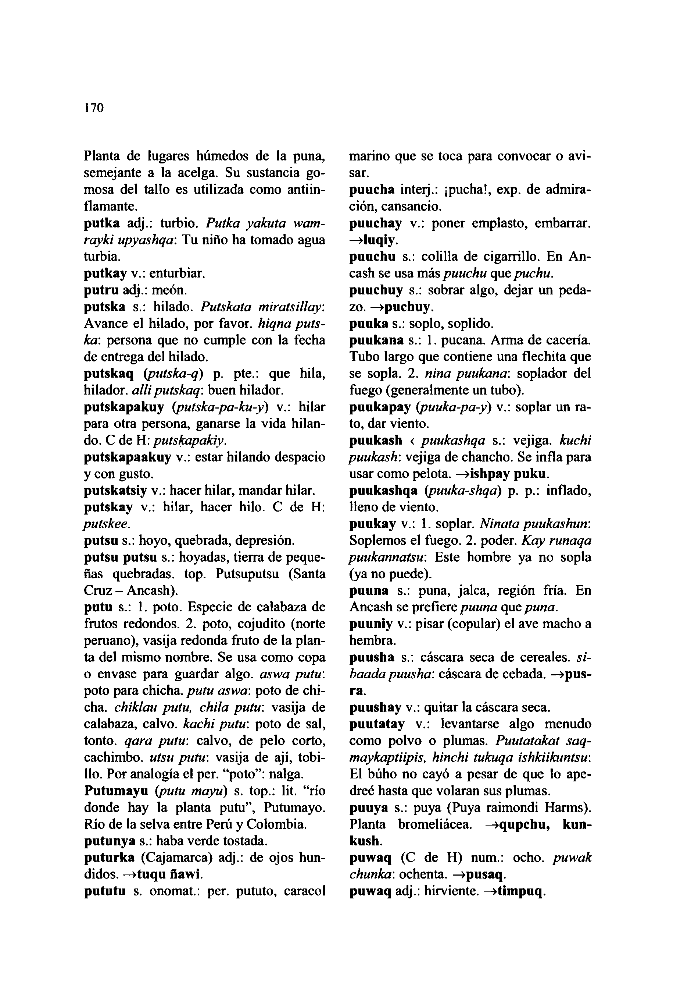 170
Planta de lugares húmedos de la puna,
semejante a la acelga. Su sustancia go-
mosa del tallo es utilizada como antiin-
flamante.
putka adj.: turbio. Putka yakuta wam-
rayki upyashqa: Tu niño ha tomado agua
turbia.
putkay v.: enturbiar.
putru adj.: meón.
putska s.: hilado. Putskata miratsillay:
Avance el hilado, por favor. hiqna puts-
ka: persona que no cumple con la fecha
de entrega del hilado.
putskaq (putska-q) p. pte.: que hila,
hilador. alli putskaq: buen hilador.
putskapakuy (putska-pa-ku-y) v.: hilar
para otra persona, ganarse la vida hilan-
do. C de H: putskapakiy.
putskapaakuy v.: estar hilando despacio
y con gusto.
putskatsiy v.: hacer hilar, mandar hilar.
putskay v.: hilar, hacer hilo. C de H:
putskee.
putsu s.: hoyo, quebrada, depresión.
putsu putsu s.: hoyadas, tierra de peque-
ñas quebradas. top. Putsuputsu (Santa
Cruz – Ancash).
putu s.: 1. poto. Especie de calabaza de
frutos redondos. 2. poto, cojudito (norte
peruano), vasija redonda fruto de la plan-
ta del mismo nombre. Se usa como copa
o envase para guardar algo. aswa putu:
poto para chicha. putu aswa: poto de chi-
cha. chiklau putu, chila putu: vasija de
calabaza, calvo. kachi putu: poto de sal,
tonto. qara putu: calvo, de pelo corto,
cachimbo. utsu putu: vasija de ají, tobi-
llo. Por analogía el per. “poto”: nalga.
Putumayu (putu mayu) s. top.: lit. “río
donde hay la planta putu”, Putumayo.
Río de la selva entre Perú y Colombia.
putunya s.: haba verde tostada.
puturka (Cajamarca) adj.: de ojos hun-
didos. →tuqu ñawi.
pututu s. onomat.: per. pututo, caracol
marino que se toca para convocar o avi-
sar.
puucha interj.: ¡pucha!, exp. de admira-
ción, cansancio.
puuchay v.: poner emplasto, embarrar.
→luqiy.
puuchu s.: colilla de cigarrillo. En An-
cash se usa más puuchu que puchu.
puuchuy s.: sobrar algo, dejar un peda-
zo. →puchuy.
puuka s.: soplo, soplido.
puukana s.: 1. pucana. Arma de cacería.
Tubo largo que contiene una flechita que
se sopla. 2. nina puukana: soplador del
fuego (generalmente un tubo).
puukapay (puuka-pa-y) v.: soplar un ra-
to, dar viento.
puukash ‹ puukashqa s.: vejiga. kuchi
puukash: vejiga de chancho. Se infla para
usar como pelota. →ishpay puku.
puukashqa (puuka-shqa) p. p.: inflado,
lleno de viento.
puukay v.: 1. soplar. Ninata puukashun:
Soplemos el fuego. 2. poder. Kay runaqa
puukannatsu: Este hombre ya no sopla
(ya no puede).
puuna s.: puna, jalca, región fría. En
Ancash se prefiere puuna que puna.
puuniy v.: pisar (copular) el ave macho a
hembra.
puusha s.: cáscara seca de cereales. si-
baada puusha: cáscara de cebada. →pus-
ra.
puushay v.: quitar la cáscara seca.
puutatay v.: levantarse algo menudo
como polvo o plumas. Puutatakat saq-
maykaptiipis, hinchi tukuqa ishkiikuntsu:
El búho no cayó a pesar de que lo ape-
dreé hasta que volaran sus plumas.
puuya s.: puya (Puya raimondi Harms).
Planta bromeliácea. →qupchu, kun-
kush.
puwaq (C de H) num.: ocho. puwak
chunka: ochenta. →pusaq.
puwaq adj.: hirviente. →timpuq.